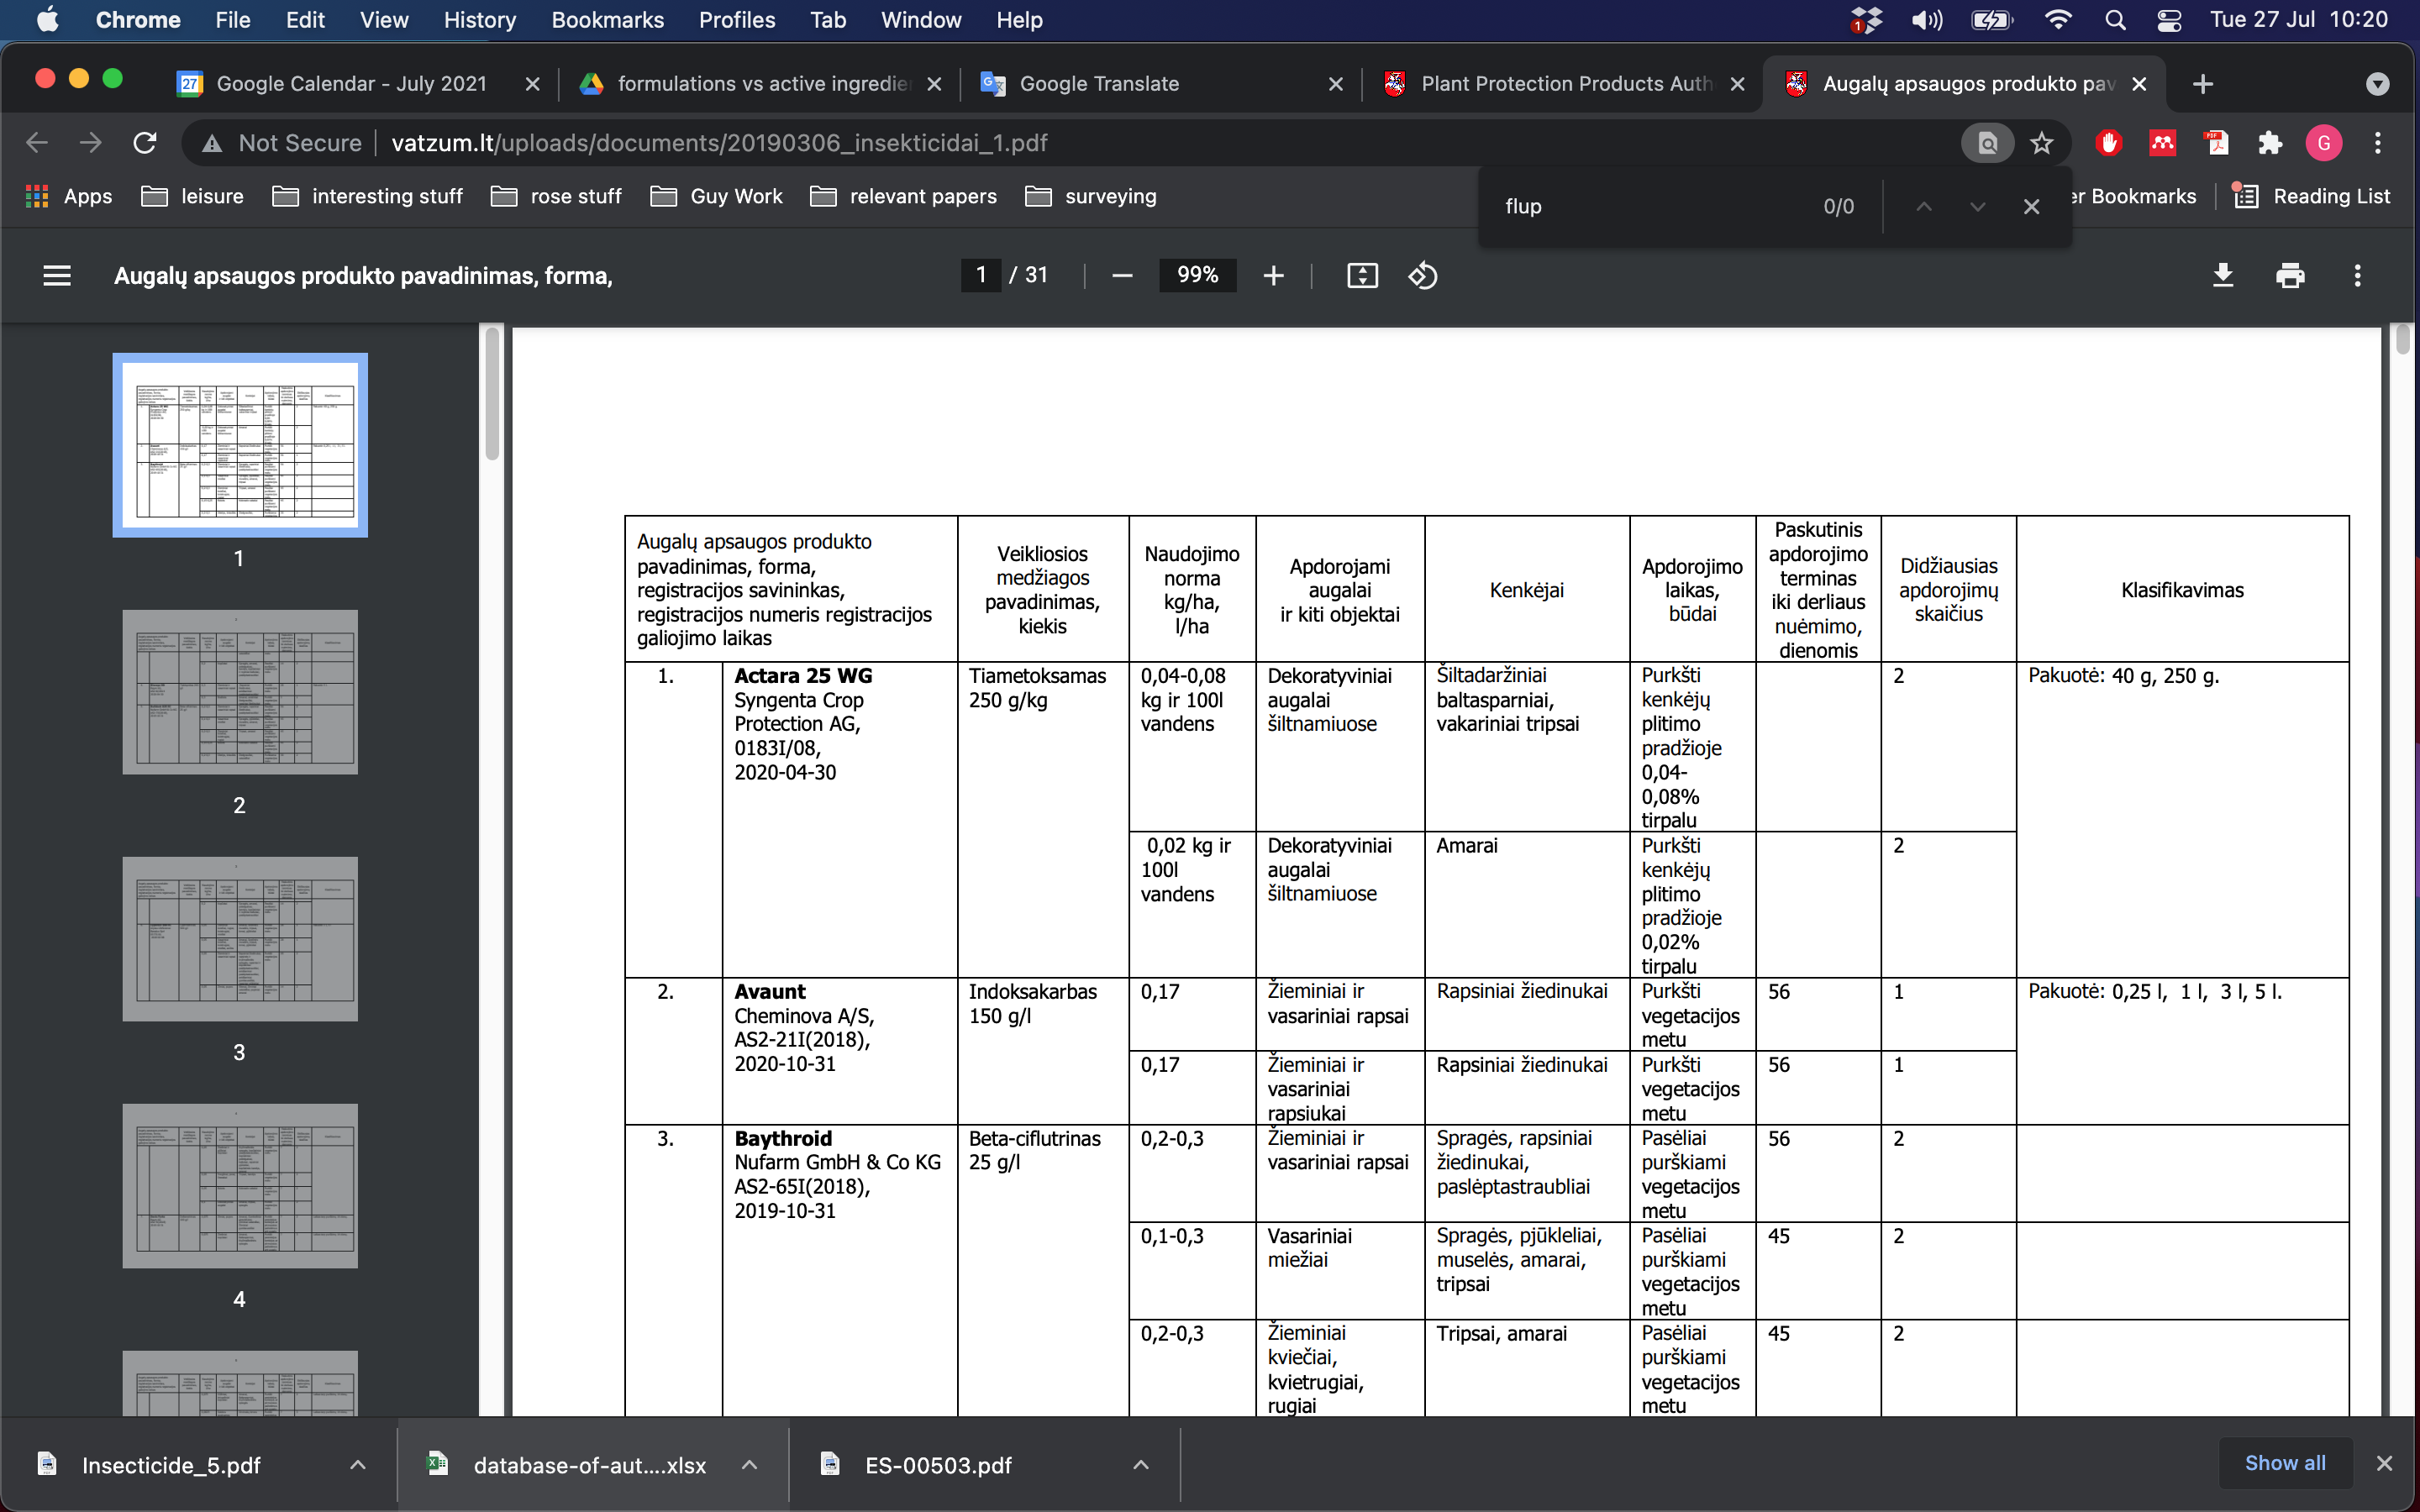 Chrome File Edit View History Bookmarks Profiles Tab Window Help
1
Tue 27 Jul 10:20
27 Google Calendar - July 2021
formulations vs active ingredie
Google Translate
Plant Protection Products Auth
Augalų apsaugos produkto pav
Not Secure vatzum.lt/uploads/documents/20190306_insekticidai_1.pdf
PDF
G
Apps leisure interesting stuff rose stuff Guy Work relevant papers surveying
er Bookmarks Reading List
flup 0/0
Augalų apsaugos produkto pavadinimas, forma,
1 / 31
99%
1
2
3
4
Augalų apsaugos produkto
pavadinimas, forma,
registracijos savininkas,
registracijos numeris registracijos
galiojimo laikas
Veikliosios
medžiagos
pavadinimas,
kiekis
Naudojimo
norma
kg/ha,
l/ha
Apdorojami
augalai
ir kiti objektai
Kenkėjai
Apdorojimo
laikas,
būdai
Paskutinis
apdorojimo
terminas
iki derliaus
nuėmimo,
dienomis
Didžiausias
apdorojimų
skaičius
Klasifikavimas
1.
Actara 25 WG
Syngenta Crop
Protection AG,
0183I/08,
2020-04-30
Tiametoksamas
250 g/kg
0,04-0,08
kg ir 100l
vandens
Dekoratyviniai
augalai
šiltnamiuose
Šiltadaržiniai
baltasparniai,
vakariniai tripsai
Purkšti
kenkėjų
plitimo
pradžioje
0,04-
0,08%
tirpalu
2
Pakuotė: 40 g, 250 g.
0,02 kg ir
100l
vandens
Dekoratyviniai
augalai
šiltnamiuose
Amarai
Purkšti
kenkėjų
plitimo
pradžioje
0,02%
tirpalu
2
2.
Avaunt
Cheminova A/S,
AS2-21I(2018),
2020-10-31
Indoksakarbas
150 g/l
0,17
Žieminiai ir
vasariniai rapsai
Rapsiniai žiedinukai
Purkšti
vegetacijos
metu
56
1
Pakuotė: 0,25 l, 1 l, 3 l, 5 l.
0,17
Žieminiai ir
vasariniai
rapsiukai
Rapsiniai žiedinukai
Purkšti
vegetacijos
metu
56
1
3.
Baythroid
Nufarm GmbH & Co KG
AS2-65I(2018),
2019-10-31
Beta-ciflutrinas
25 g/l
0,2-0,3
Žieminiai ir
vasariniai rapsai
Spragės, rapsiniai
žiedinukai,
paslėptastraubliai
Pasėliai
purškiami
vegetacijos
metu
56
2
0,1-0,3
Vasariniai
miežiai
Spragės, pjūkleliai,
muselės, amarai,
tripsai
Pasėliai
purškiami
vegetacijos
metu
45
2
0,2-0,3
Žieminiai
kviečiai,
kvietrugiai,
rugiai
Tripsai, amarai
Pasėliai
purškiami
vegetacijos
metu
45
2
Insecticide_5.pdf
database-of-aut....xlsx
ES-00503.pdf
Show all